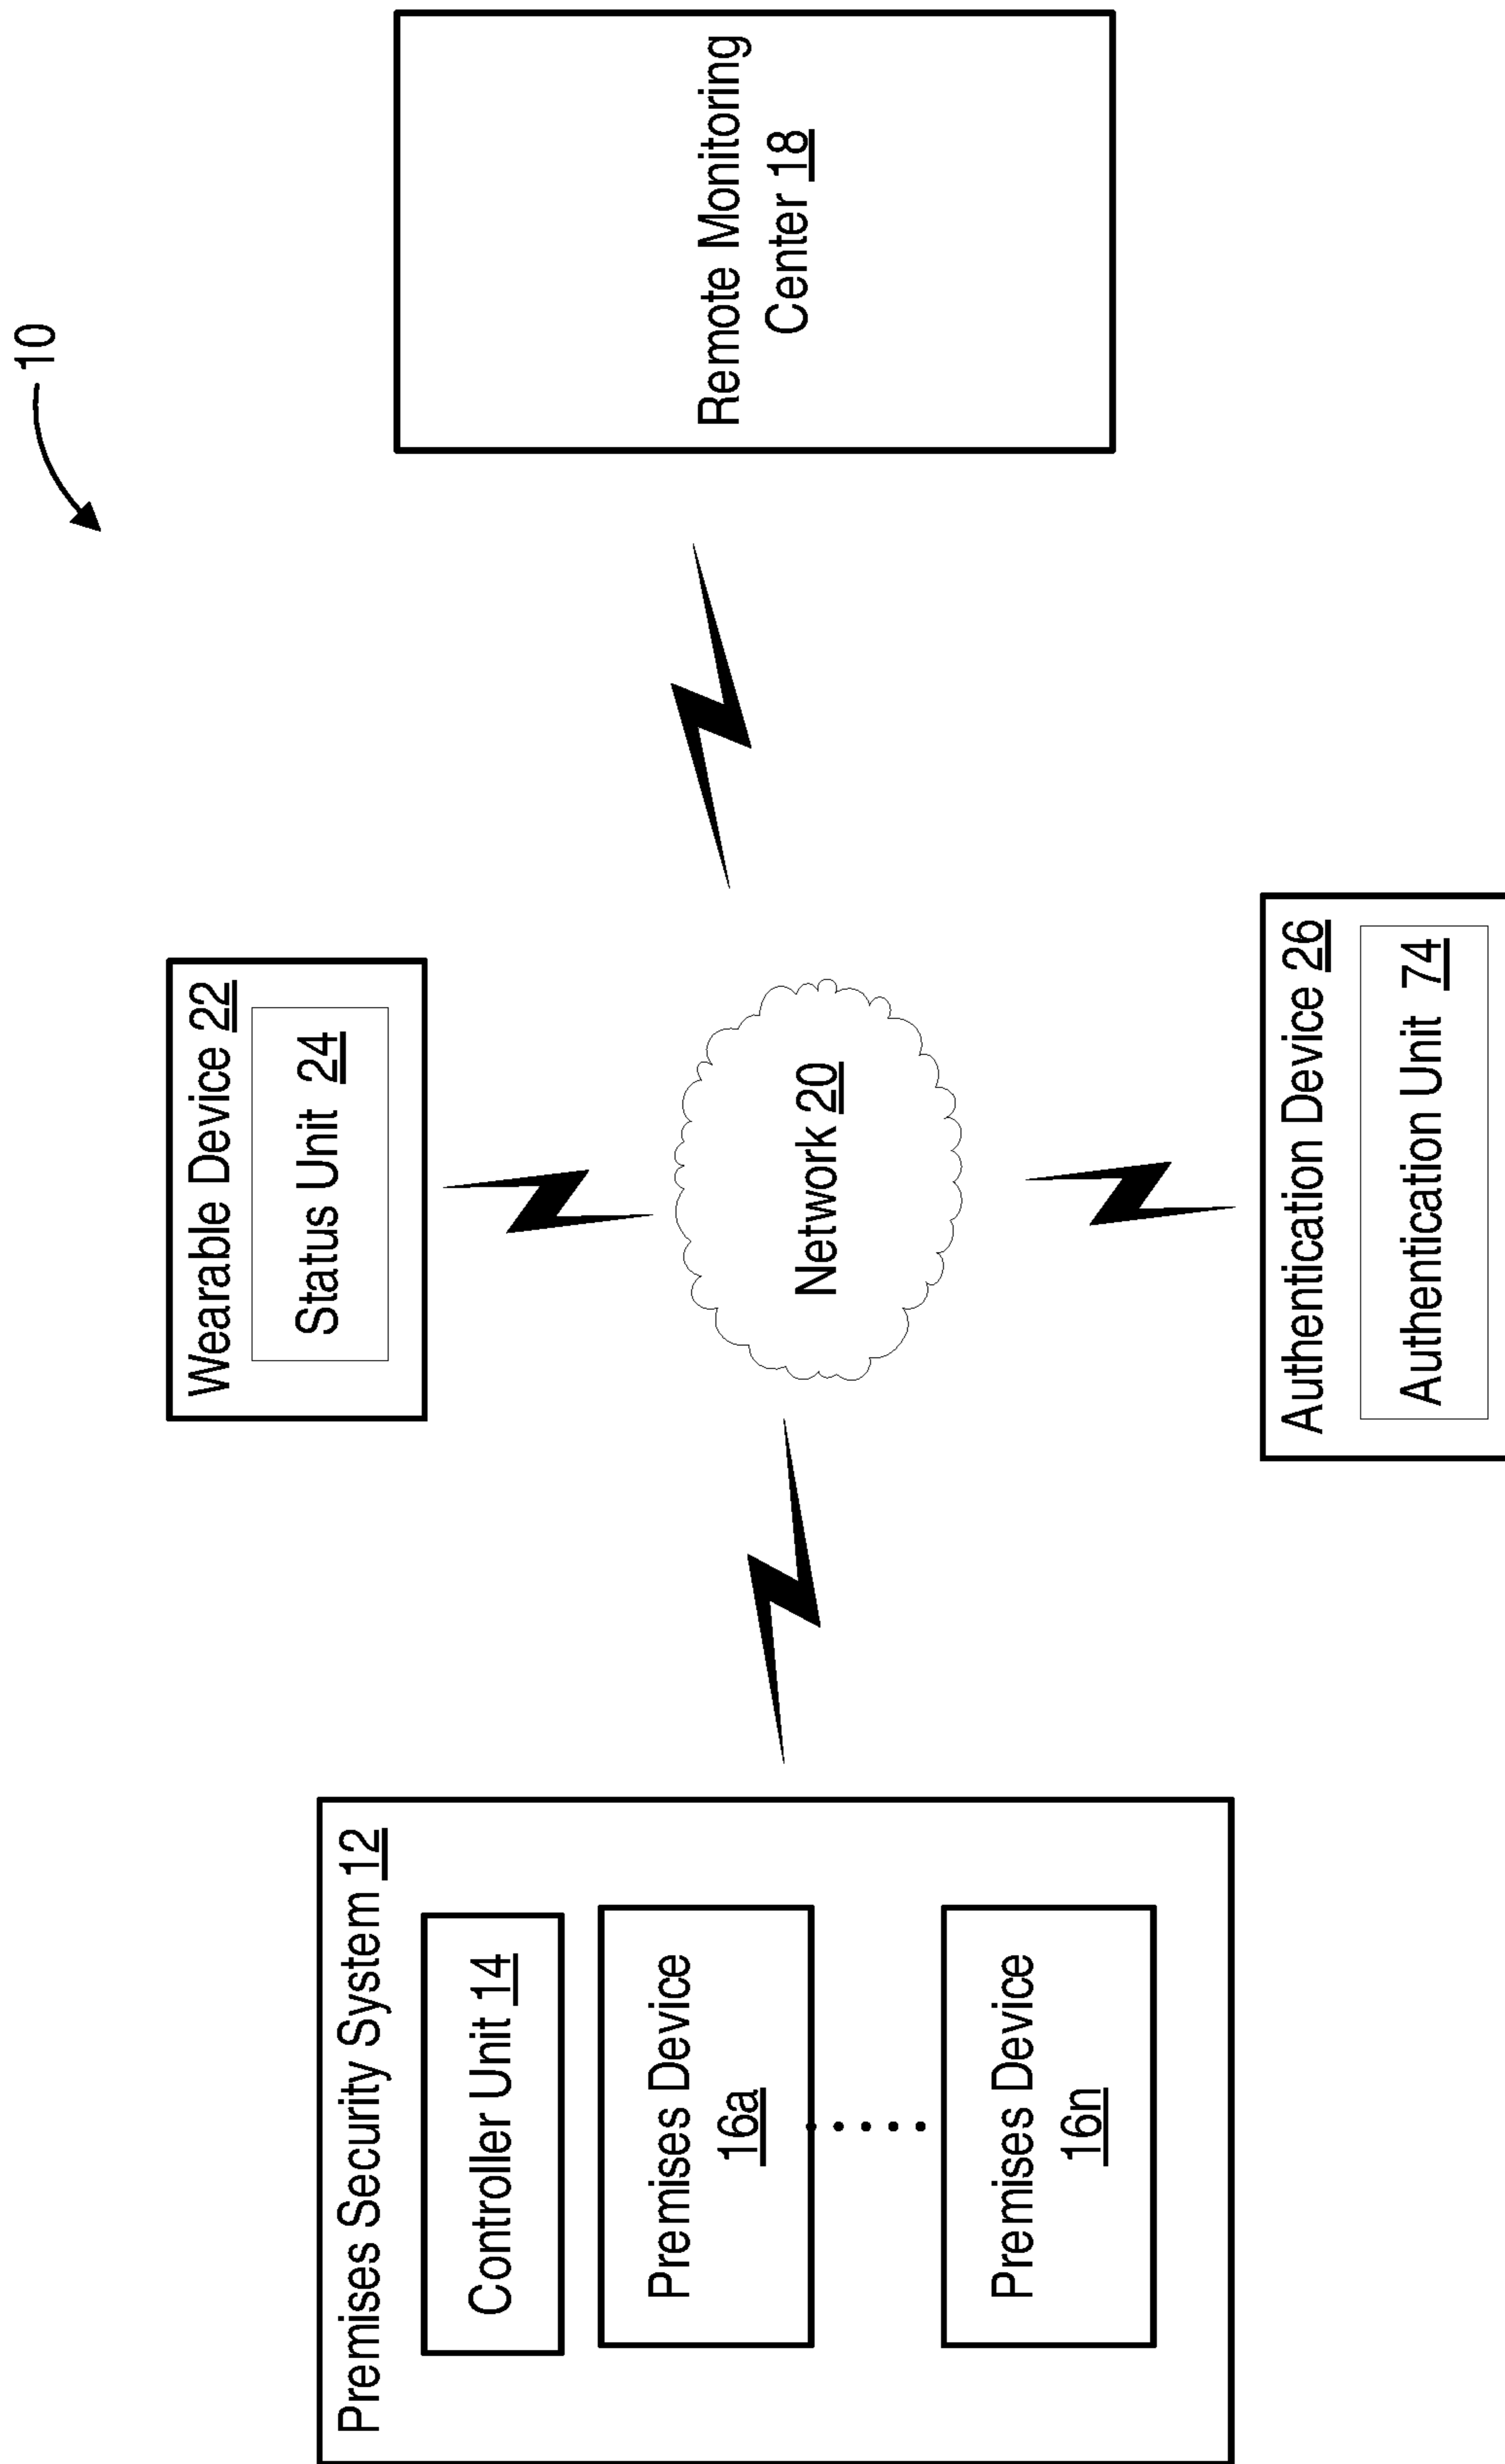 10
Wearable Device 22
Status Unit 24
Premises Security System 12
Controller Unit 14
Premises Device
16a
Premises Device
16n
Network 20
Remote Monitoring
Center 18
Authentication Device 26
Authentication Unit 74